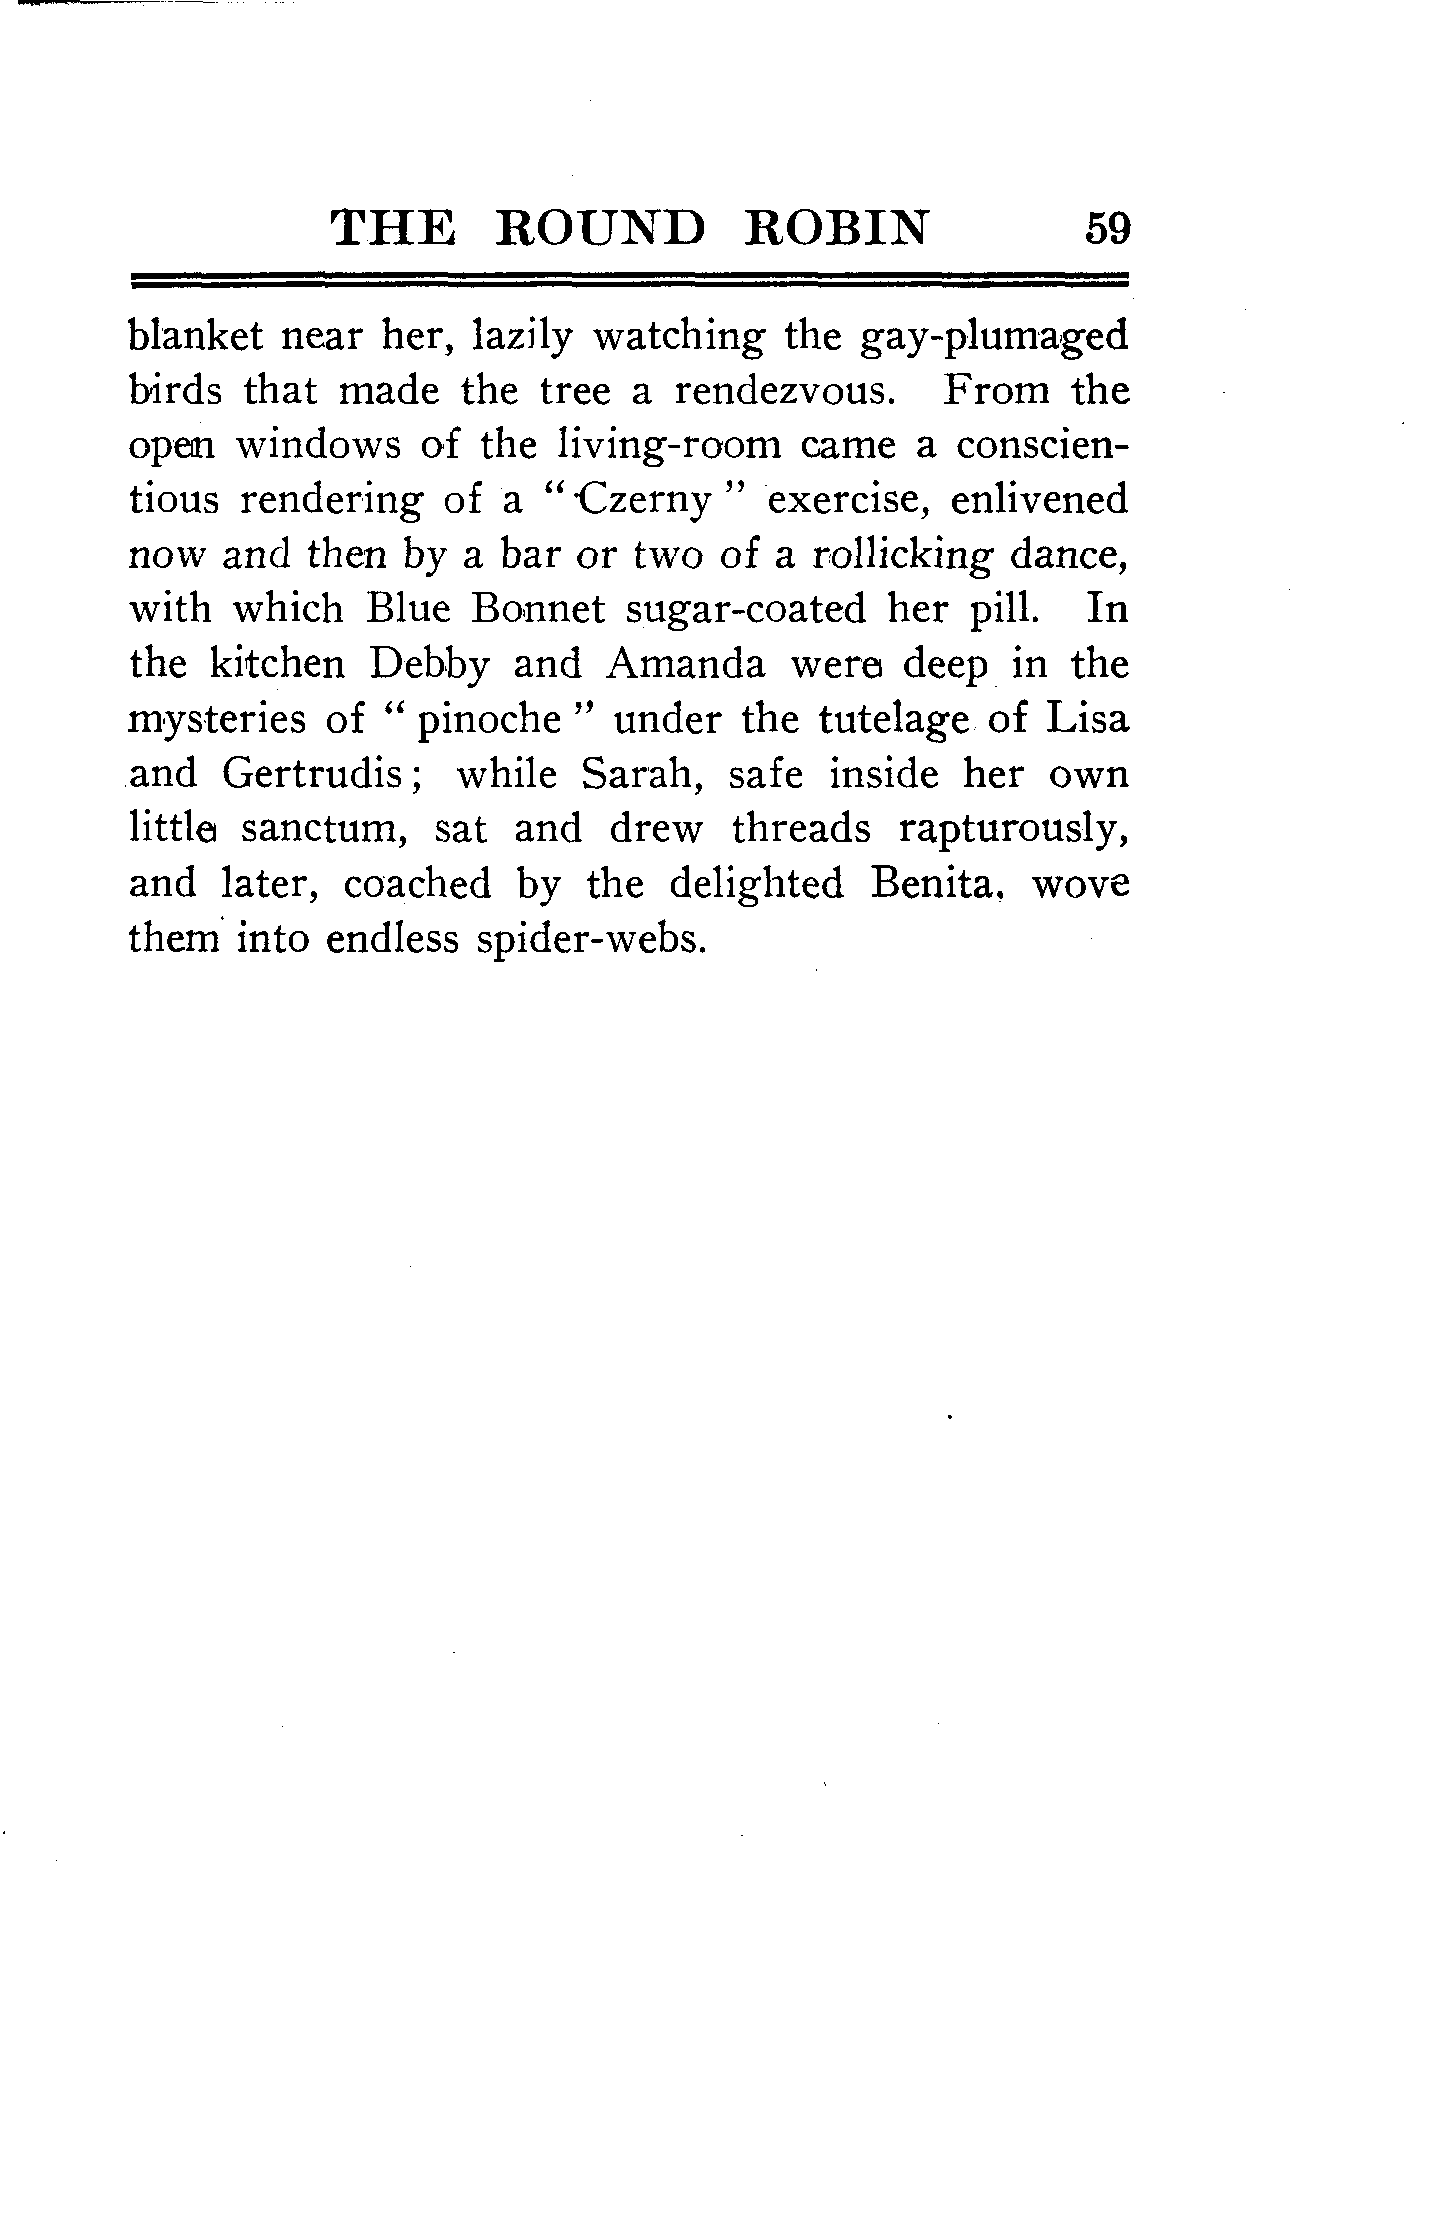 THE ROUND ROBIN 59
blanket near her, lazily watching the gay-plumaged
birds that made the tree a rendezvous. From the
open windows of the living-room came a conscien-
tious rendering of a " Czerny " exercise, enlivened
now and then by a bar or two of a rollicking dance,
with which Blue Bonnet sugar-coated her pill. In
the kitchen Debby and Amanda were deep in the
mysteries of " pinoche " under the tutelage of Lisa
and Gertrudis; while Sarah, safe inside her own
little sanctum, sat and drew threads rapturously,
and later, coached by the delighted Benita, wove
them into endless spider-webs.